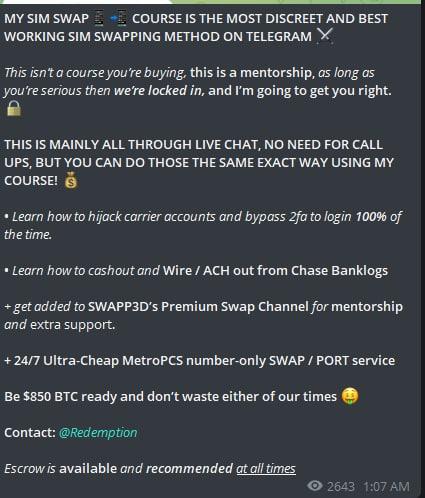 MY SIM SWAP 📱📲 COURSE IS THE MOST DISCREET AND BEST
WORKING SIM SWAPPING METHOD ON TELEGRAM ⚔️
This isn't a course you're buying, this is a mentorship, as long as
you're serious then we're locked in, and I'm going to get you right.
🔒
THIS IS MAINLY ALL THROUGH LIVE CHAT, NO NEED FOR CALL
UPS, BUT YOU CAN DO THOSE THE SAME EXACT WAY USING MY
COURSE! 💰
• Learn how to hijack carrier accounts and bypass 2fa to login 100% of
the time.
• Learn how to cashout and Wire / ACH out from Chase Banklogs
+ get added to SWAPP3D's Premium Swap Channel for mentorship
and extra support.
+ 24/7 Ultra-Cheap MetroPCS number-only SWAP / PORT service
Be $850 BTC ready and don't waste either of our times 🤑
Contact: @Redemption
Escrow is available and recommended at all times
2643 1:07 AM